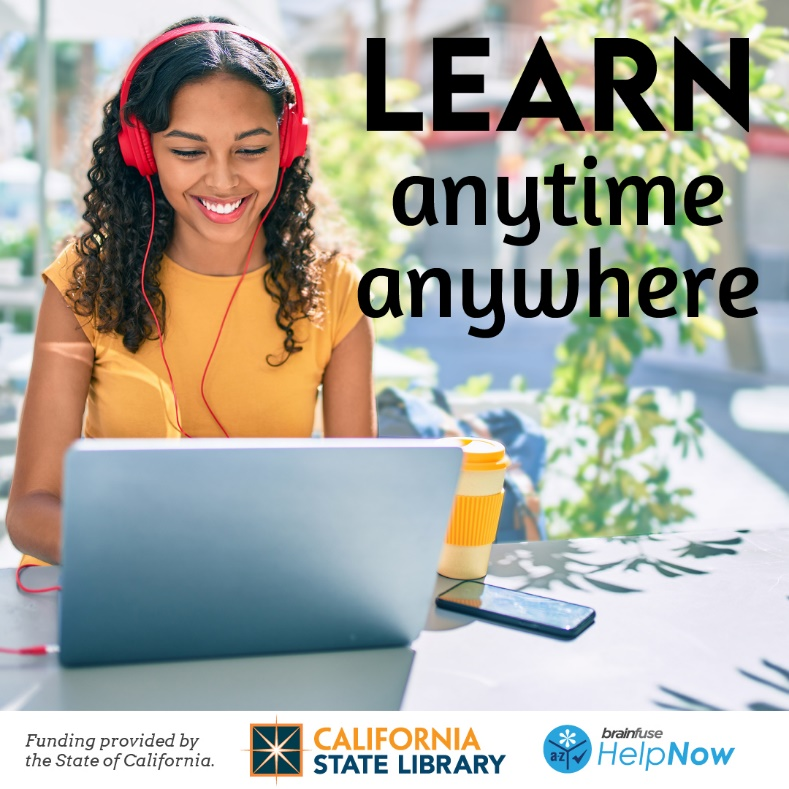 LEARN
anytime
anywhere
Funding provided by
the State of California.
CALIFORNIA
STATE LIBRARY
a-z
brainfuse
HelpNow